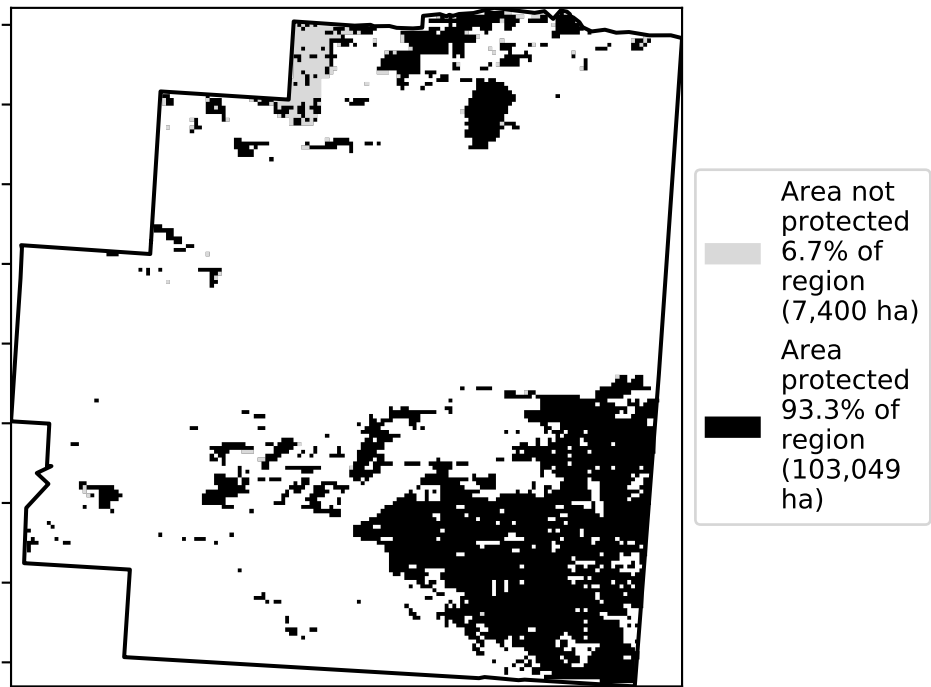 Area not
protected
6.7% of
region
(7,400 ha)
Area
protected
93.3% of
region
(103,049
ha)